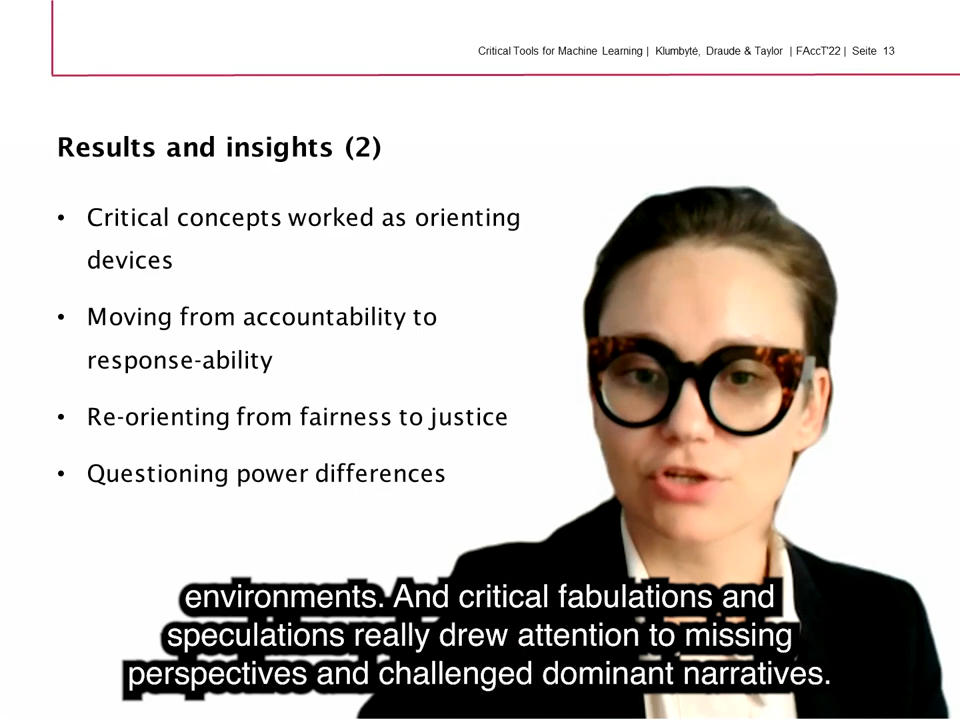 Critical Tools for Machine Learning | Klumbytė, Draude & Taylor | FAccT'22 | Seite 13
Results and insights (2)
• Critical concepts worked as orienting
devices
• Moving from accountability to
response-ability
• Re-orienting from fairness to justice
• Questioning power differences
environments. And critical fabulations and
speculations really drew attention to missing
perspectives and challenged dominant narratives.